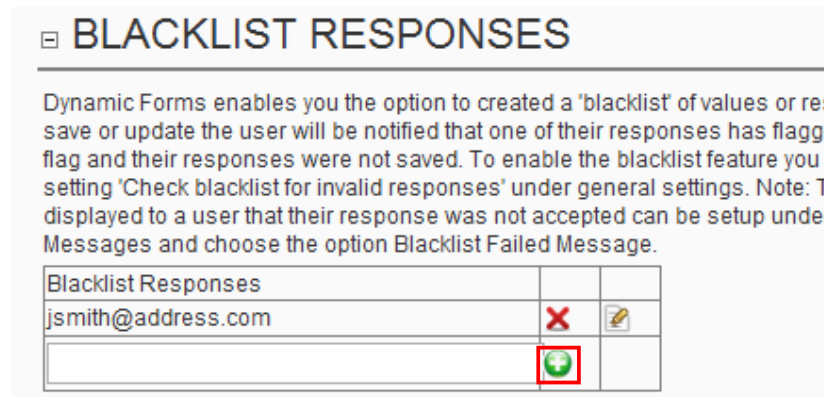 BLACKLIST RESPONSES
Dynamic Forms enables you the option to created a 'blacklist' of values or re
save or update the user will be notified that one of their responses has flagg
flag and their responses were not saved. To enable the blacklist feature you
setting 'Check blacklist for invalid responses' under general settings. Note:
displayed to a user that their response was not accepted can be setup unde
Messages and choose the option Blacklist Failed Message.
Blacklist Responses
jsmith@address.com